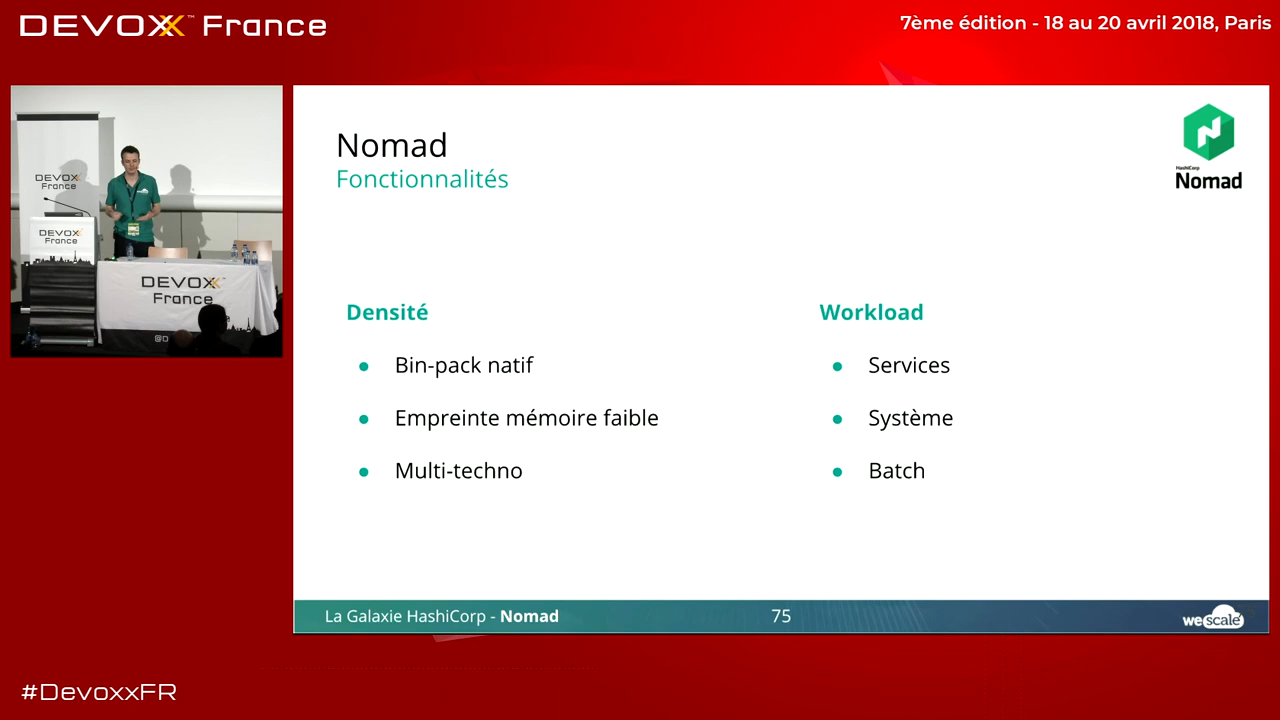 DEVOXX™ France
7ème édition - 18 au 20 avril 2018, Paris
DEVOXX
France
DEVOXX
France
DEVOXX
France
@D
Nomad
Fonctionnalités
HashiCorp
Nomad
Densité
Bin-pack natif
Empreinte mémoire faible
Multi-techno
Workload
Services
Système
Batch
La Galaxie HashiCorp - Nomad
75
wescale
#DevoxxFR